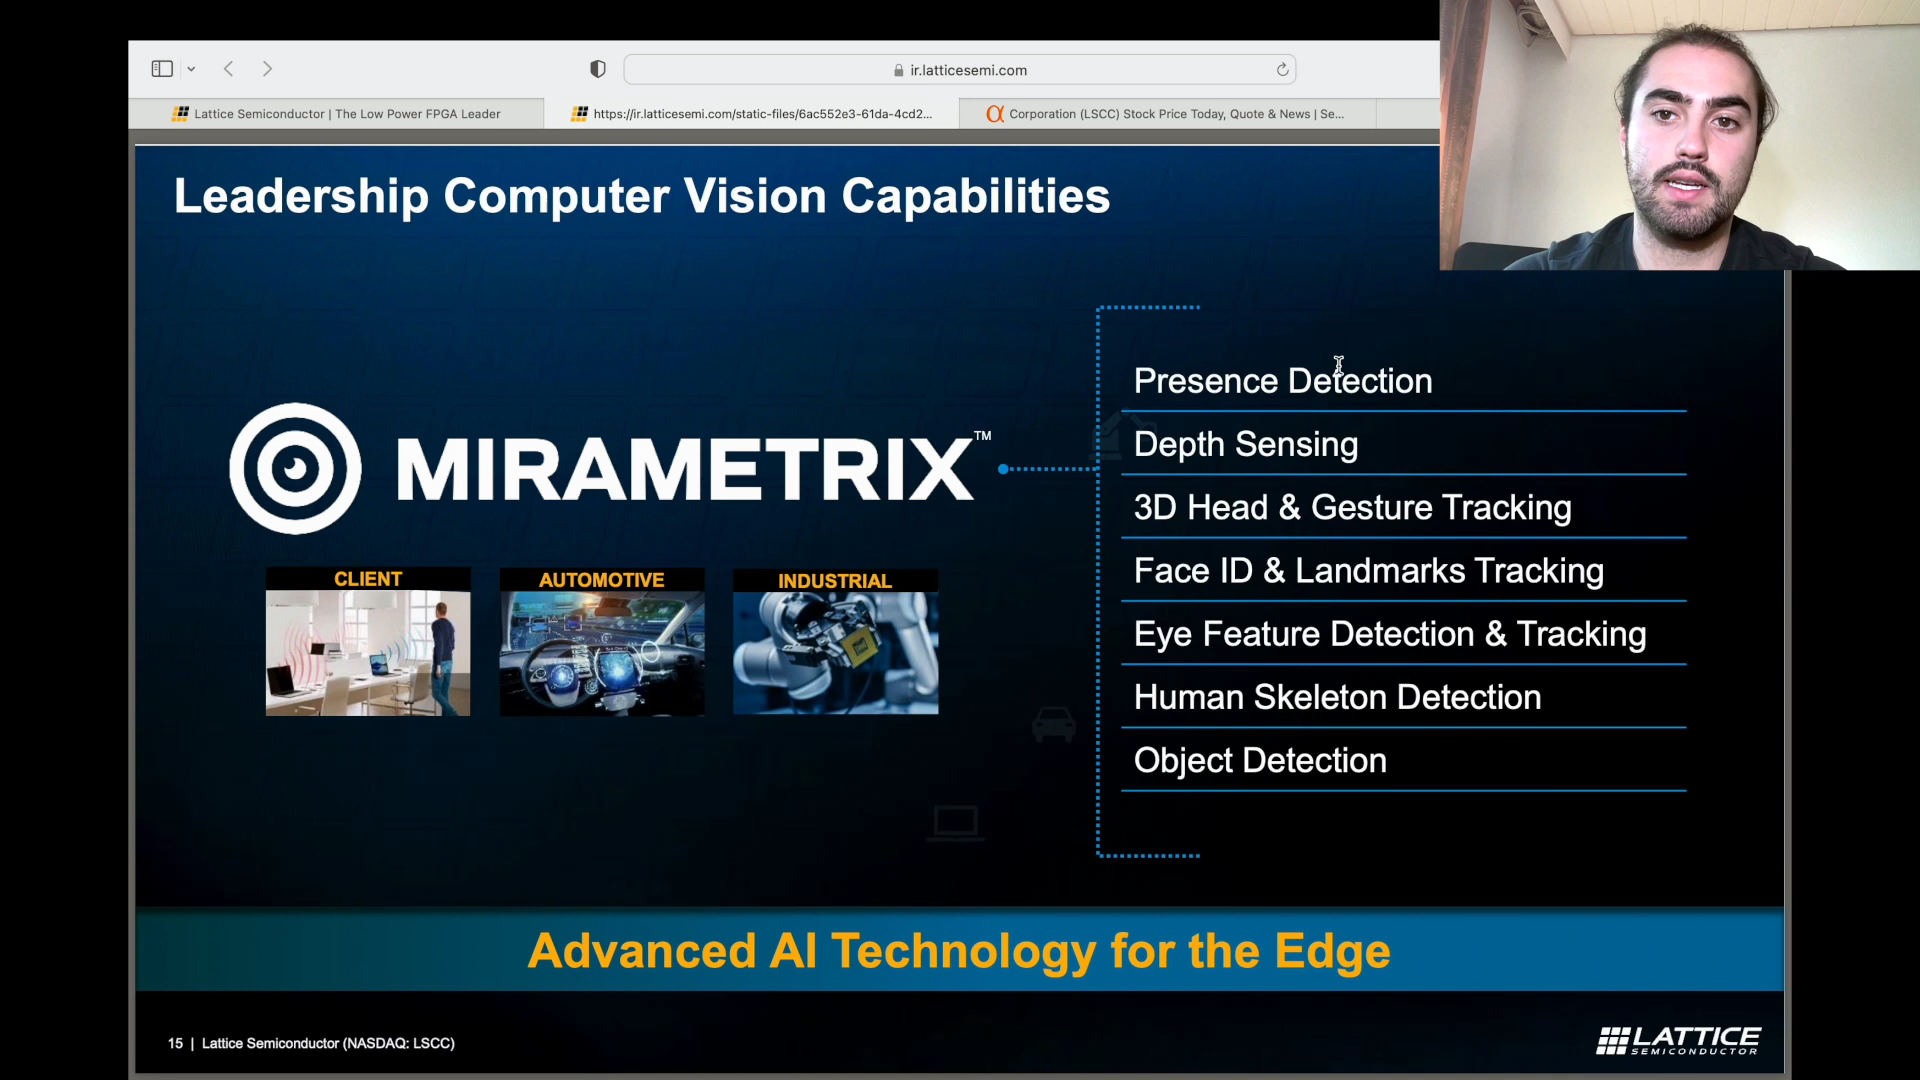 ir.latticesemi.com
Lattice Semiconductor | The Low Power FPGA Leader
https://ir.latticesemi.com/static-files/6ac552e3-61da-4cd2...
Corporation (LSCC) Stock Price Today, Quote & News | Se...
Leadership Computer Vision Capabilities
MIRAMETRIX™
CLIENT
AUTOMOTIVE
INDUSTRIAL
Presence Detection
Depth Sensing
3D Head & Gesture Tracking
Face ID & Landmarks Tracking
Eye Feature Detection & Tracking
Human Skeleton Detection
Object Detection
Advanced AI Technology for the Edge
15 | Lattice Semiconductor (NASDAQ: LSCC)
LATTICE
SEMICONDUCTOR